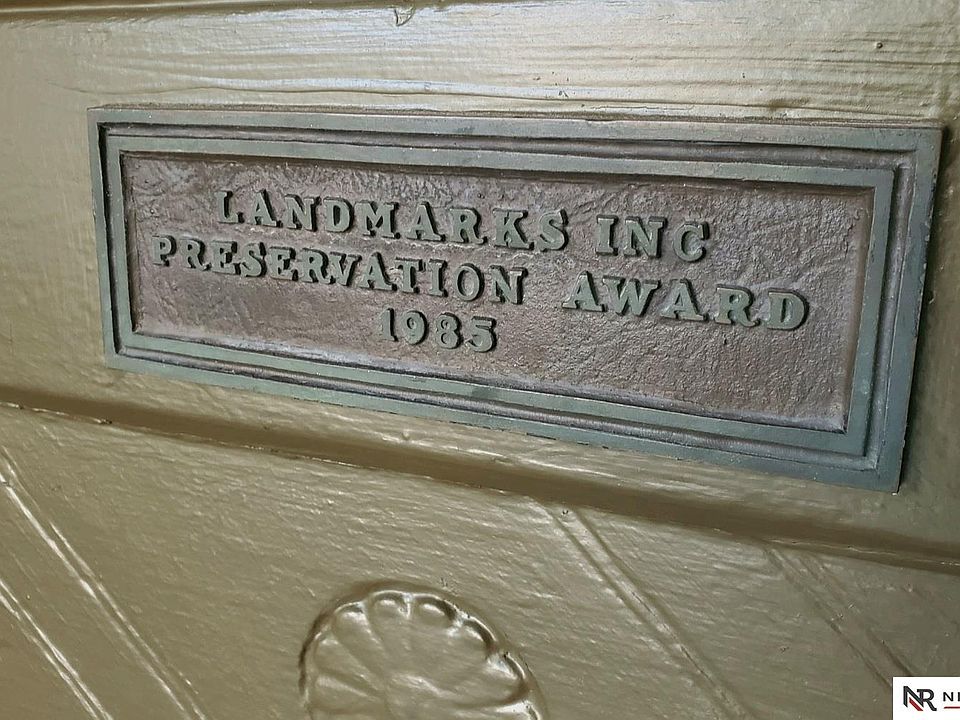 LANDMARKS INC
PRESERVATION AWARD
1985
NR